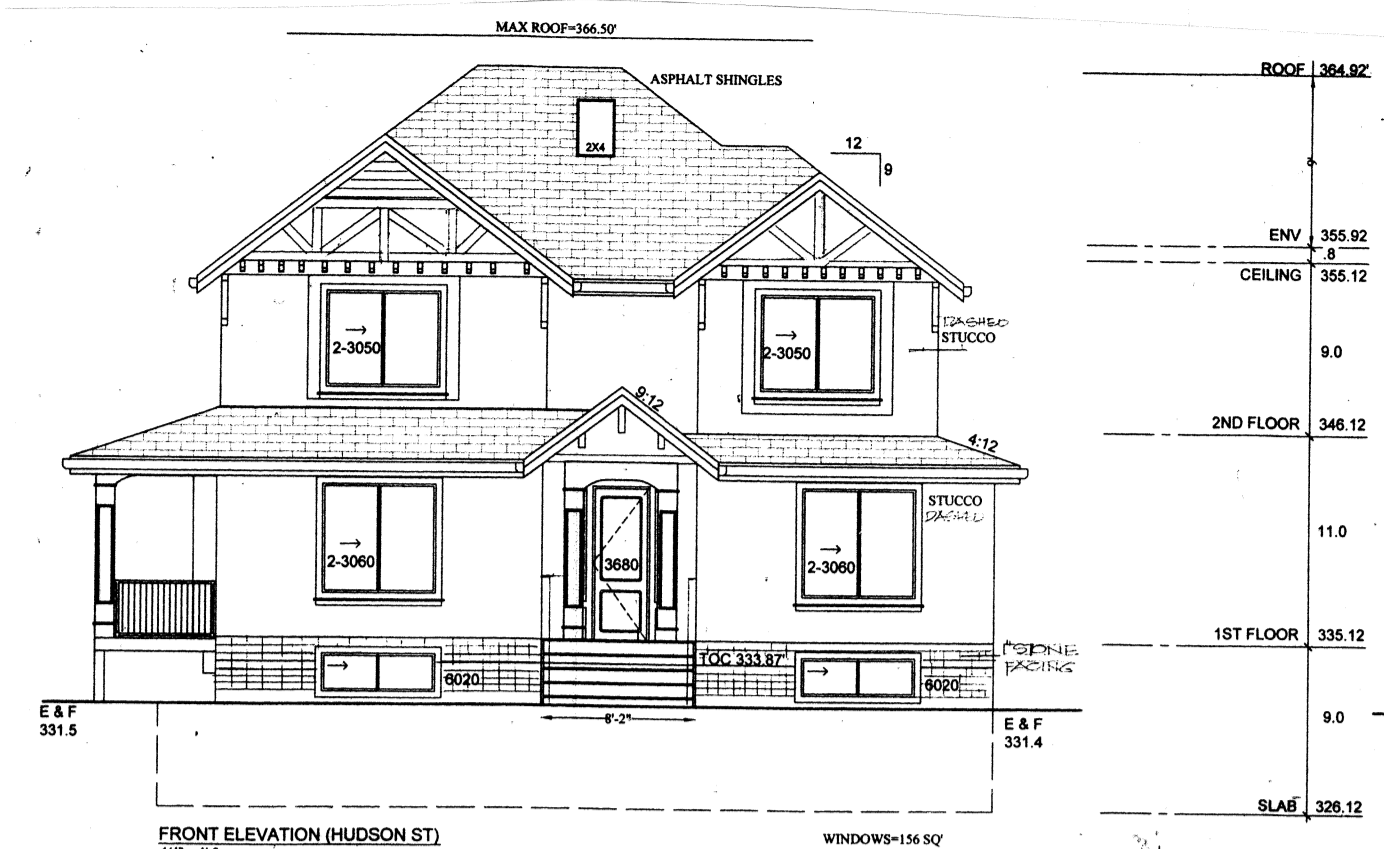 MAX ROOF=366.50'
ROOF 364.92'
ASPHALT SHINGLES
2X4
12
9
ENV 355.92
.8
CEILING 355.12
DASHED
STUCCO
2-3050
2-3050
9.0
9:12
2ND FLOOR 346.12
4:12
STUCCO
DASHED
11.0
2-3060
3680
2-3060
1ST FLOOR 335.12
STONE
FACING
TOC 333.87'
6020
6020
E & F
331.5
8'-2"
E & F
331.4
9.0
SLAB 326.12
FRONT ELEVATION (HUDSON ST)
WINDOWS=156 SQ'